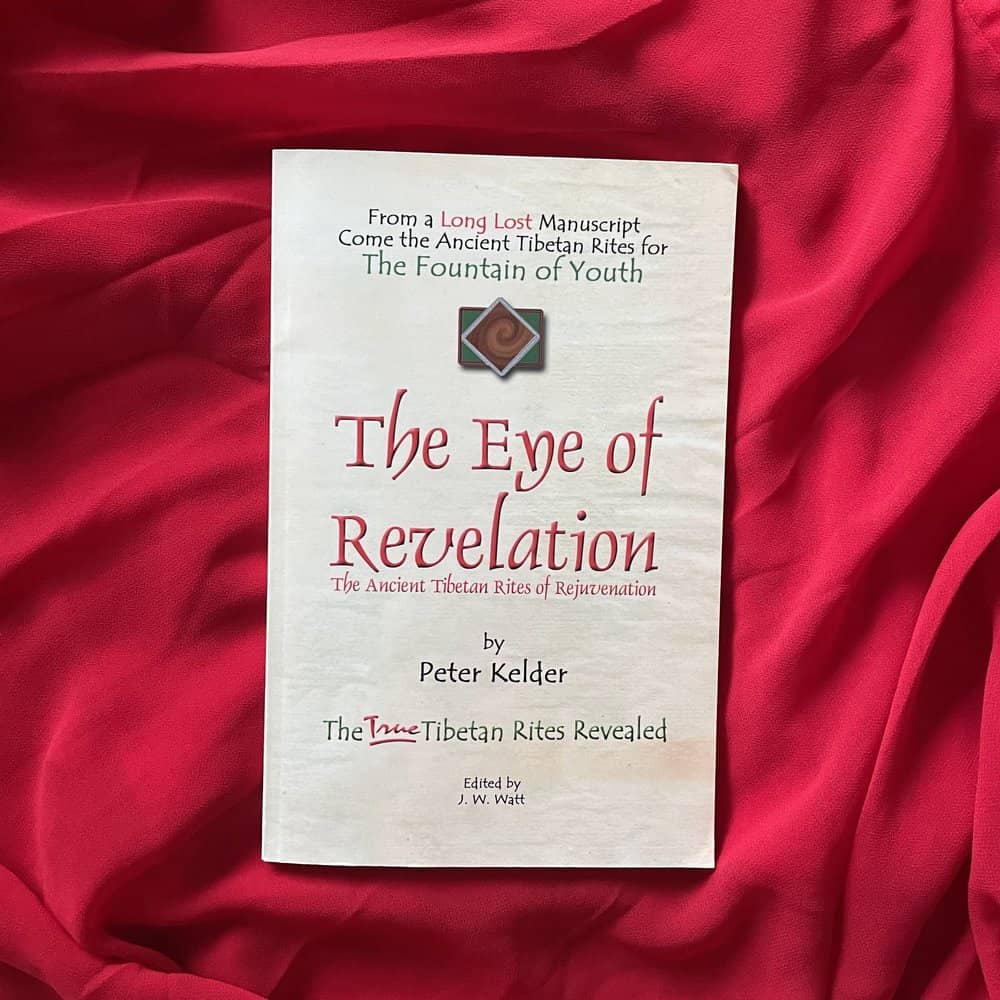 From a Long Lost Manuscript
Come the Ancient Tibetan Rites for
The Fountain of Youth
The Eye of
Revelation
The Ancient Tibetan Rites of Rejuvenation
by
Peter Kelder
The True Tibetan Rites Revealed
Edited by
J. W. Watt